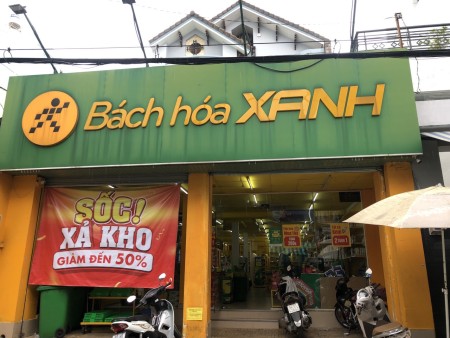 Bách hóa XANH
SỐC!
XẢ KHO
GIẢM ĐẾN 50%